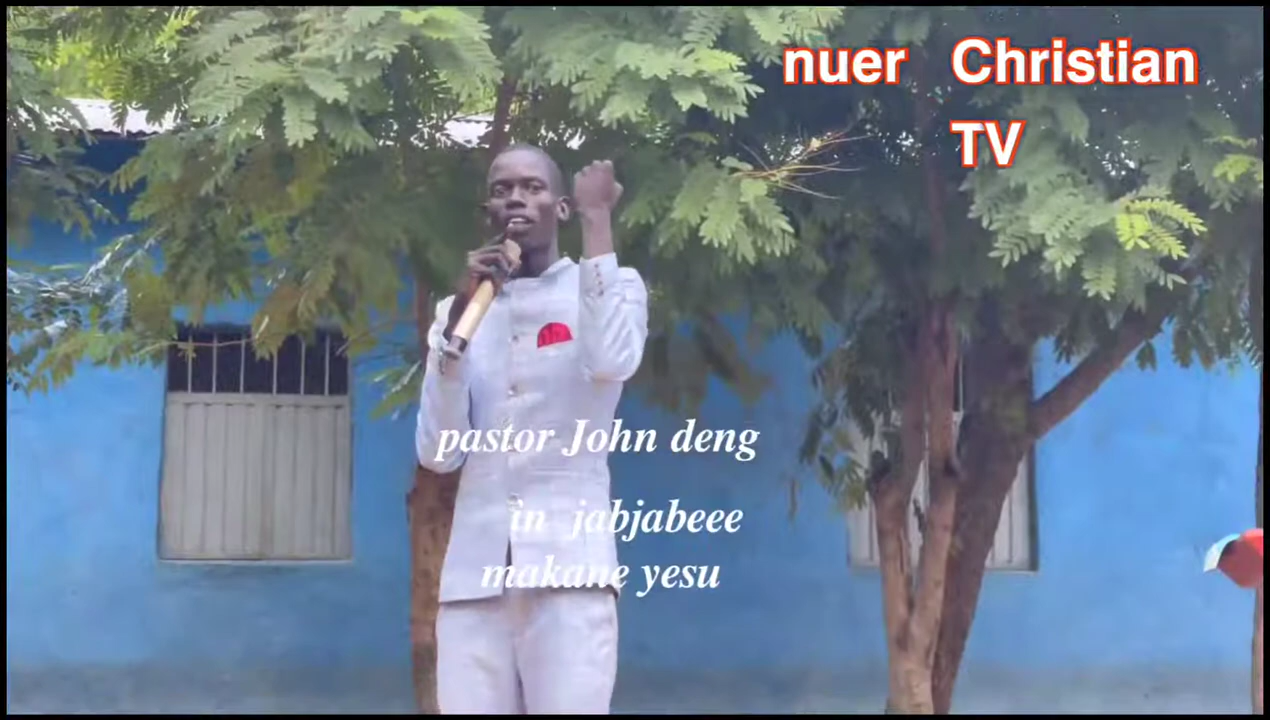 nuer Christian
TV
pastor John deng
in jabjabeee
makane yesu